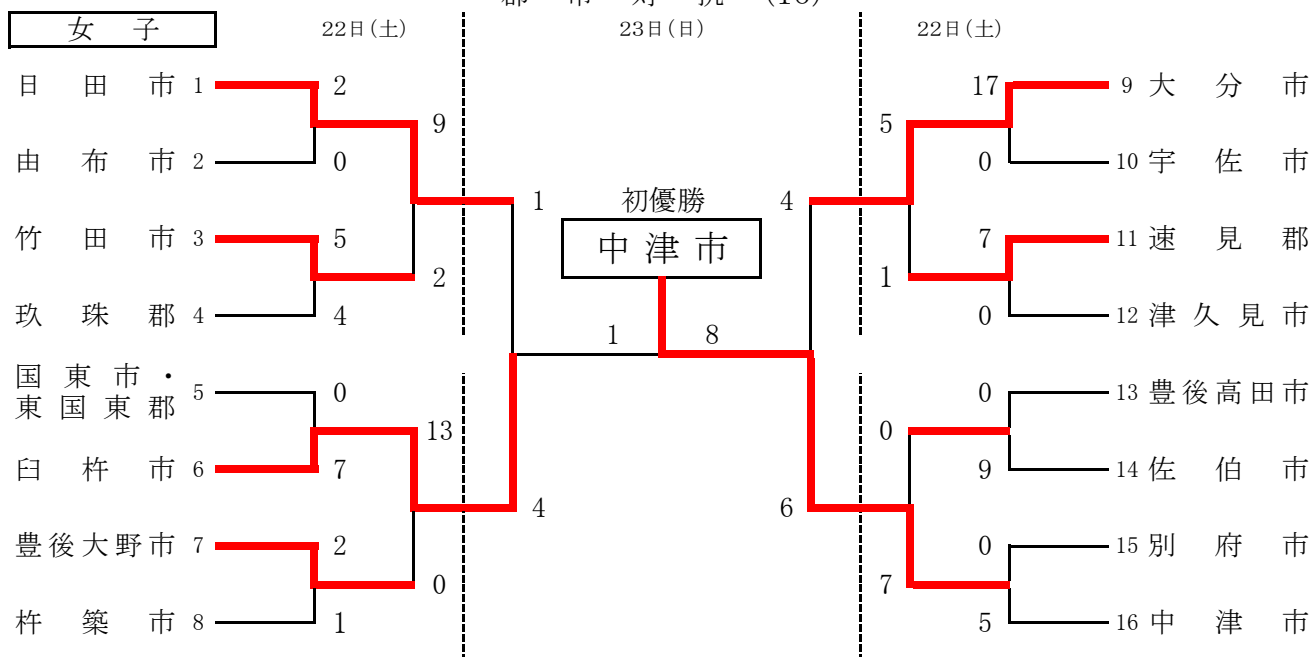 郡市対抗 (16)
女子 22日(土) 23日(日) 22日(土)
日田市 1 2 17 9 大分市
9 5
由布市 2 0 0 10 宇佐市
1 初優勝 4
竹田市 3 5 中津市 7 11 速見郡
2 1
玖珠郡 4 4 0 12 津久見市
1 8
国東市・
東国東郡 5 0 0 13 豊後高田市
13 0
臼杵市 6 7 9 14 佐伯市
4 6
豊後大野市 7 2 0 15 別府市
0 7
杵築市 8 1 5 16 中津市